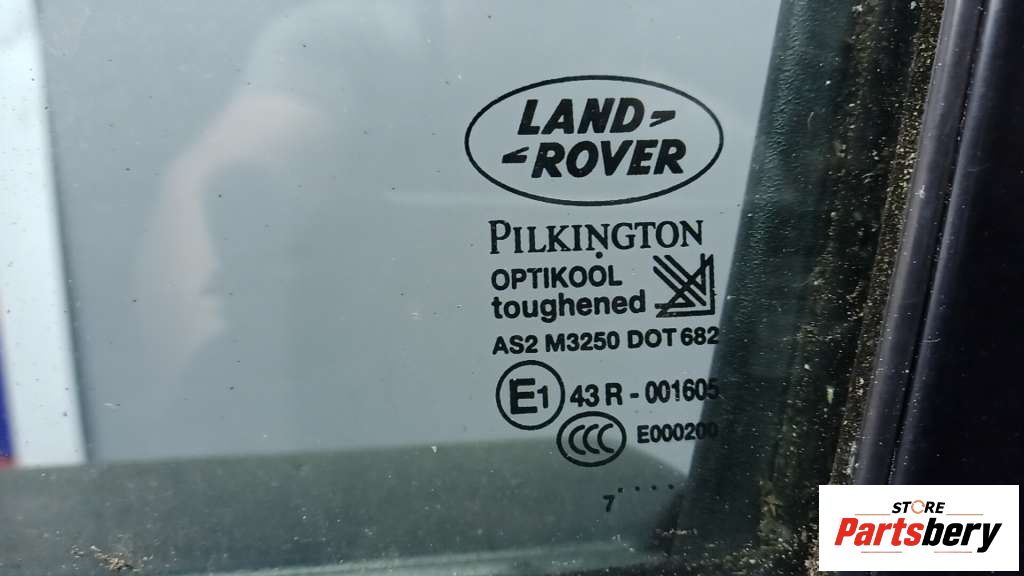 LAND
ROVER
PILKINGTON
OPTIKOOL
toughened
AS2 M3250 DOT 682
E1 43 R - 001605
CCC E000200
7 . . . . .
STORE
Partsbery